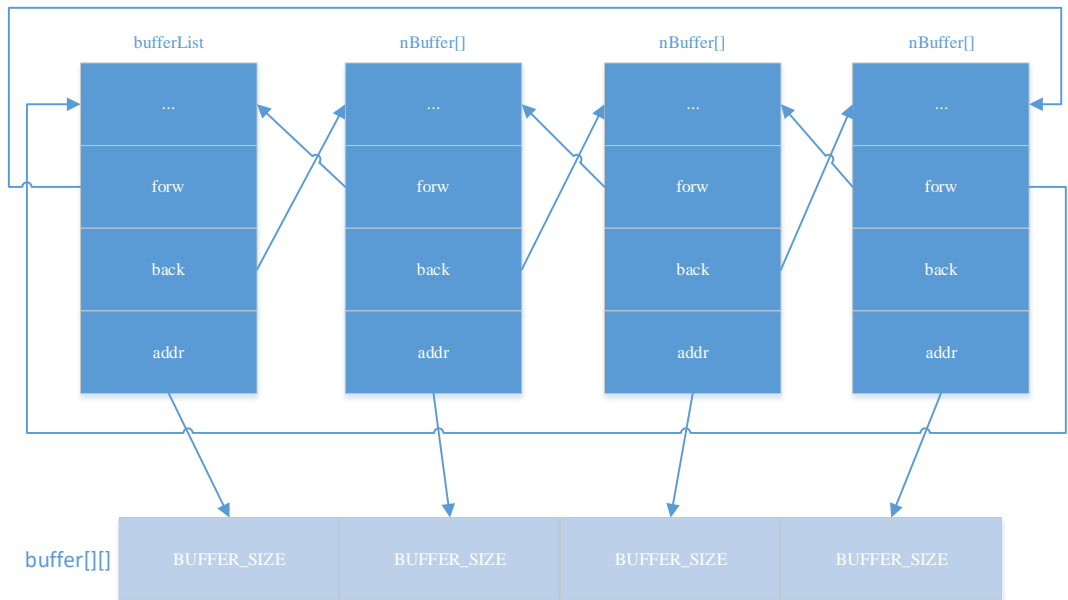 bufferList nBuffer[] nBuffer[] nBuffer[]
... ... ... ...
forw forw forw forw
back back back back
addr addr addr addr
buffer[][] BUFFER_SIZE BUFFER_SIZE BUFFER_SIZE BUFFER_SIZE